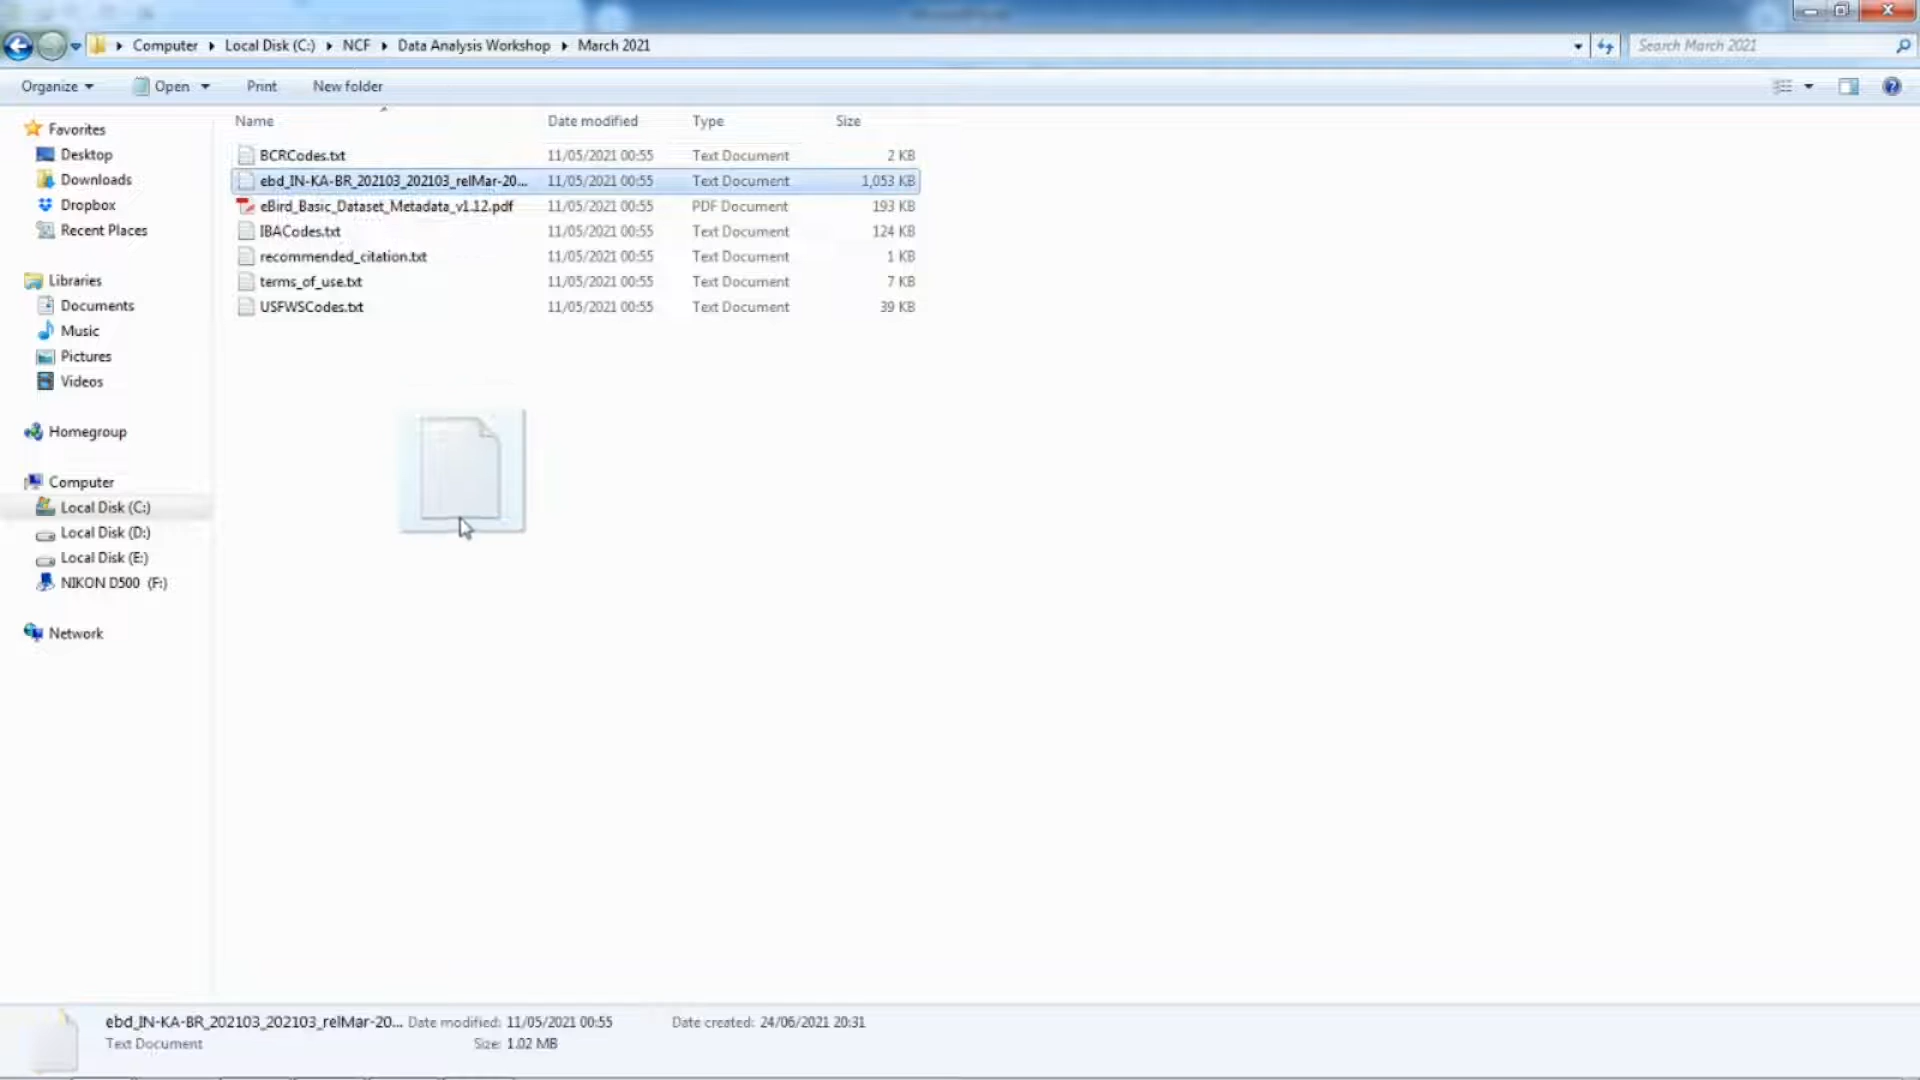 Computer Local Disk (C:) NCF Data Analysis Workshop March 2021
Search March 2021
Organize Open Print New folder
Name Date modified Type Size
BCRCodes.txt 11/05/2021 00:55 Text Document 2 KB
ebd_IN-KA-BR_202103_202103_relMar-20... 11/05/2021 00:55 Text Document 1,053 KB
eBird_Basic_Dataset_Metadata_v1.12.pdf 11/05/2021 00:55 PDF Document 193 KB
IBACodes.txt 11/05/2021 00:55 Text Document 124 KB
recommended_citation.txt 11/05/2021 00:55 Text Document 1 KB
terms_of_use.txt 11/05/2021 00:55 Text Document 7 KB
USFWSCodes.txt 11/05/2021 00:55 Text Document 39 KB
Favorites
Desktop
Downloads
Dropbox
Recent Places
Libraries
Documents
Music
Pictures
Videos
Homegroup
Computer
Local Disk (C:)
Local Disk (D:)
Local Disk (E:)
NIKON D500 (F:)
Network
ebd_IN-KA-BR_202103_202103_relMar-20... Date modified: 11/05/2021 00:55 Date created: 24/06/2021 20:31
Text Document Size: 1.02 MB